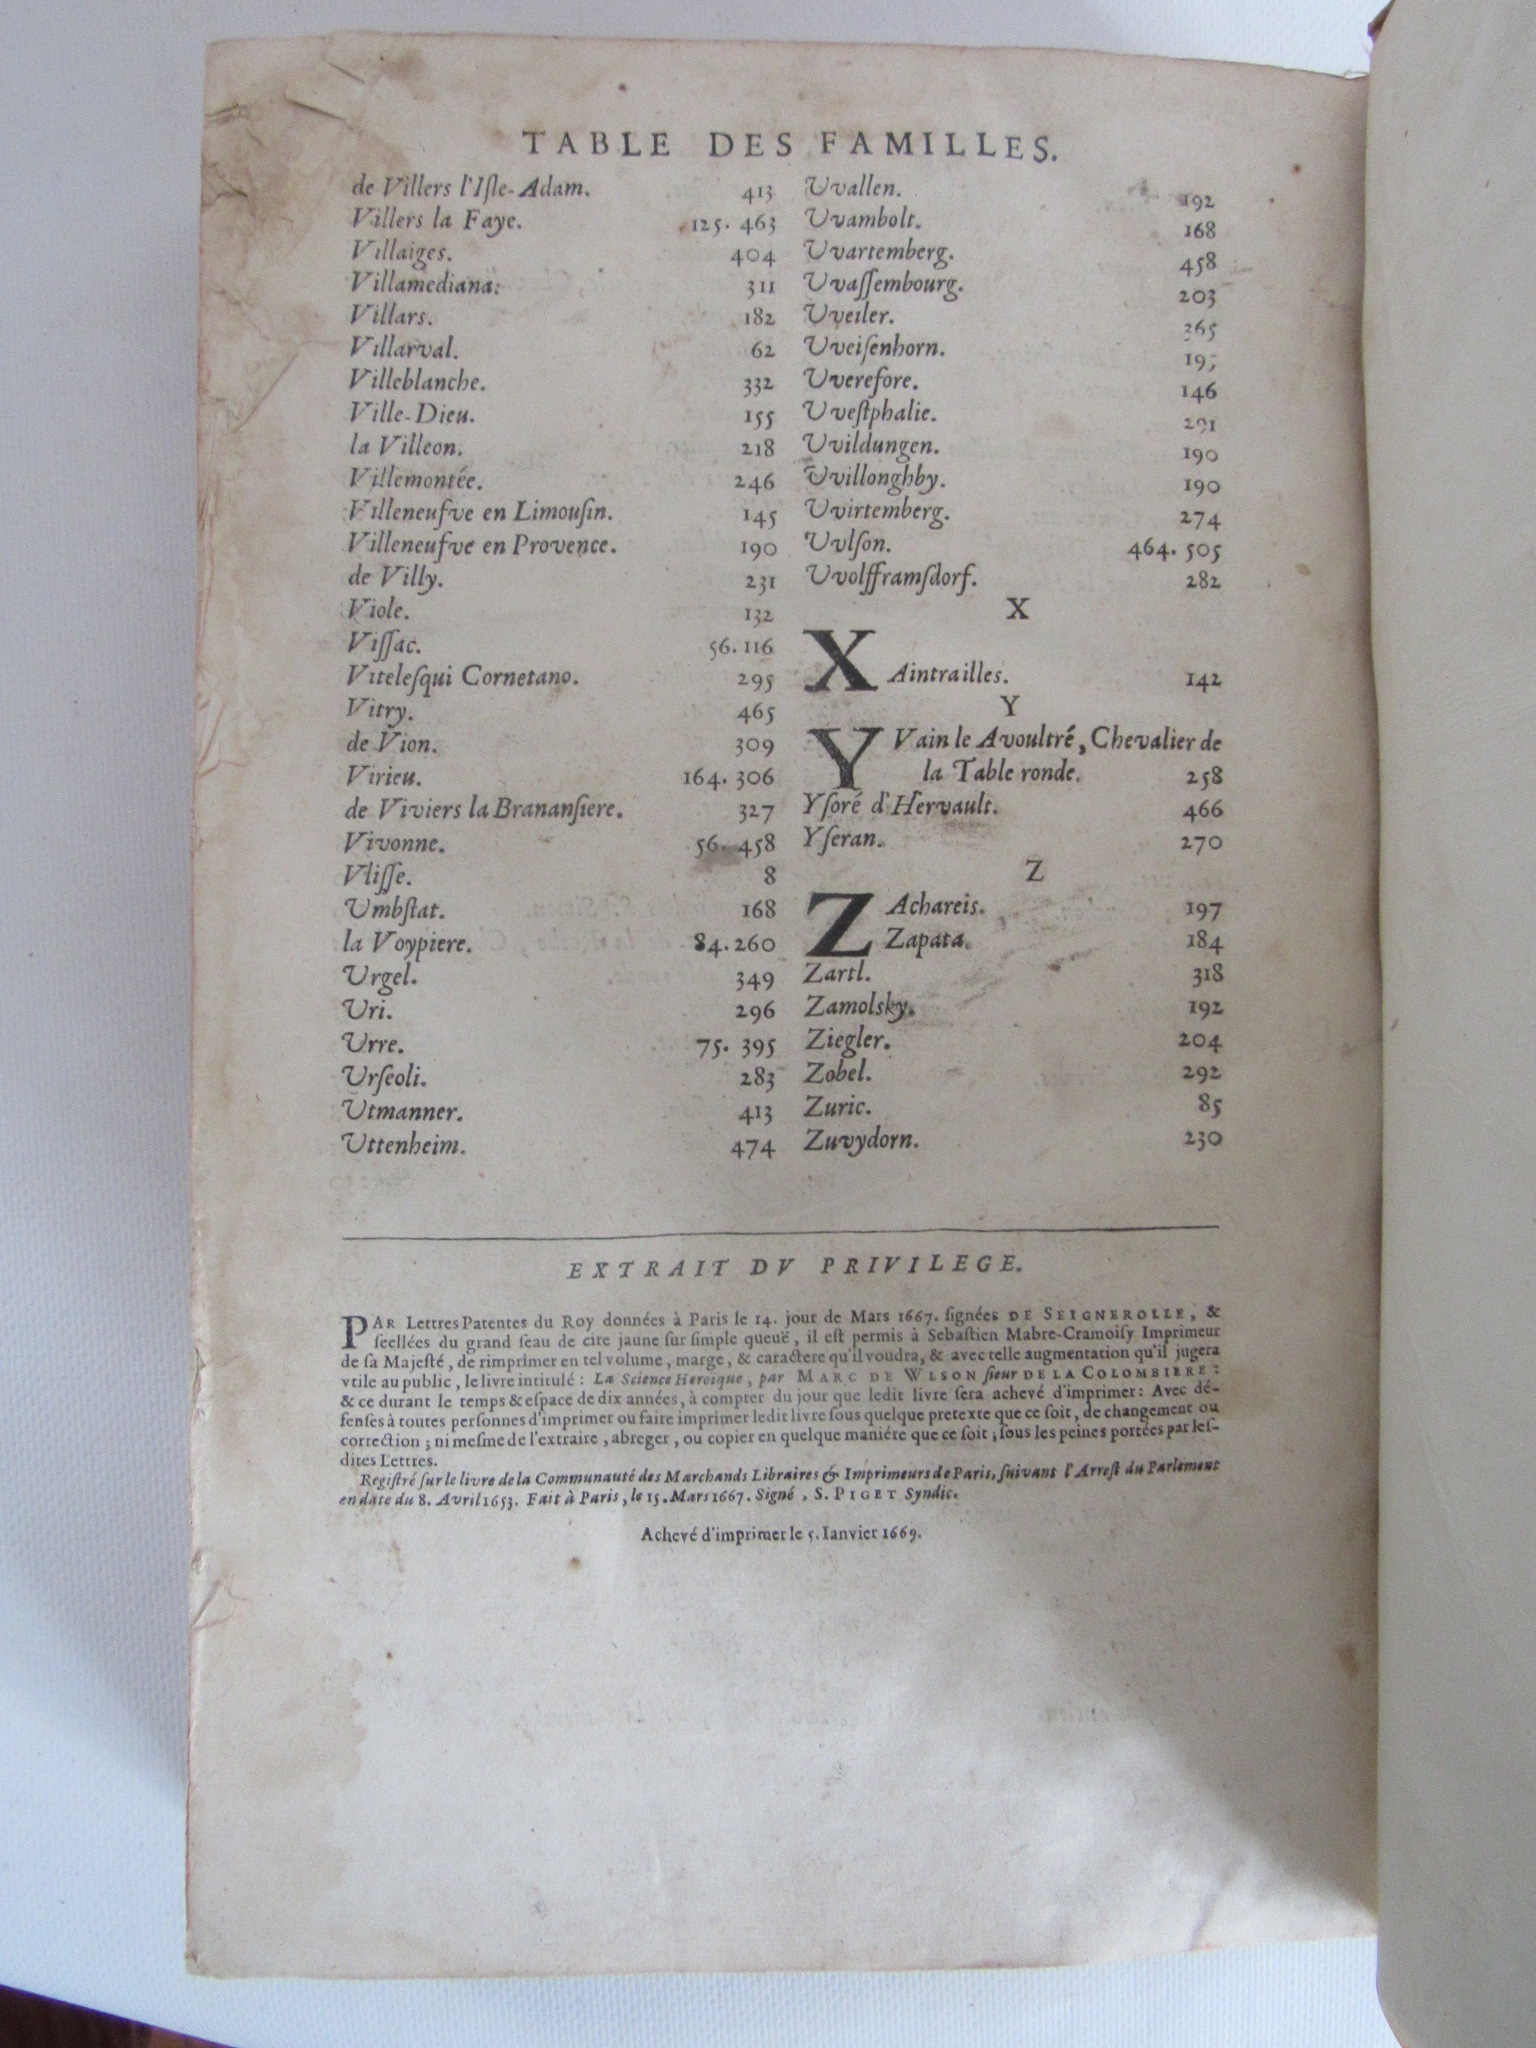 TABLE DES FAMILLES.
de Villers l'Iſle-Adam. 413
Villers la Faye. 125. 463
Villaiges. 404
Villamediana: 311
Villars. 182
Villarval. 62
Villeblanche. 332
Ville-Dieu. 155
la Villeon. 218
Villemontée. 246
Villeneufve en Limouſin. 145
Villeneufve en Provence. 190
de Villy. 231
Viole. 132
Viſſac. 56. 116
Viteleſqui Cornetano. 295
Vitry. 465
de Vion. 309
Virieu. 164. 306
de Viviers la Brananſiere. 327
Vivonne. 56. 458
Vliſſe. 8
Umbſtat. 168
la Voypiere. 84. 260
Urgel. 349
Uri. 296
Urre. 75. 395
Urſeoli. 283
Utmanner. 413
Uttenheim. 474
Uvallen. 192
Uvambolt. 168
Uvartemberg. 458
Uvaſſembourg. 203
Uveiler. 265
Uveiſenhorn.
Uverefore. 146
Uveſtphalie. 291
Uvildungen. 190
Uvillonghby. 190
Uvirtemberg. 274
Uvlſon. 464. 505
Uvolfframſdorf. 282
X
XAintrailles. 142
Y
YVain le Avoultré, Chevalier de
la Table ronde. 258
Yſoré d'Hervault. 466
Yſeran. 270
Z
ZAchareis. 197
Zapata. 184
Zartl. 318
Zamolsky. 192
Ziegler. 204
Zobel. 292
Zuric. 85
Zuvydorn. 230
EXTRAIT DV PRIVILEGE.
PAR Lettres Patentes du Roy données à Paris le 14. jour de Mars 1667. ſignées DE SEIGNEROLLE, &
ſcellées du grand ſeau de cire jaune ſur ſimple queuë, il eſt permis à Sebaſtien Mabre-Cramoiſy Imprimeur
de ſa Majeſté, de rimprimer en tel volume, marge, & caractere qu'il voudra, & avec telle augmentation qu'il jugera
vtile au public, le livre intitulé: La Science Heroïque, par MARC DE WLSON ſieur DE LA COLOMBIERE:
& ce durant le temps & eſpace de dix années, à compter du jour que ledit livre ſera achevé d'imprimer: Avec dé-
fenſes à toutes perſonnes d'imprimer ou faire imprimer ledit livre ſous quelque pretexte que ce ſoit, de changement ou
correction; ni meſme de l'extraire, abreger, ou copier en quelque maniére que ce ſoit; ſous les peines portées par leſ-
dites Lettres.
Regiſtré ſur le livre de la Communauté des Marchands Libraires & Imprimeurs de Paris, ſuivant l'Arreſt du Parlement
en date du 8. Avril 1653. Fait à Paris, le 15. Mars 1667. Signé, S. PIGET Syndic.
Achevé d'imprimer le 5. Ianvier 1669.